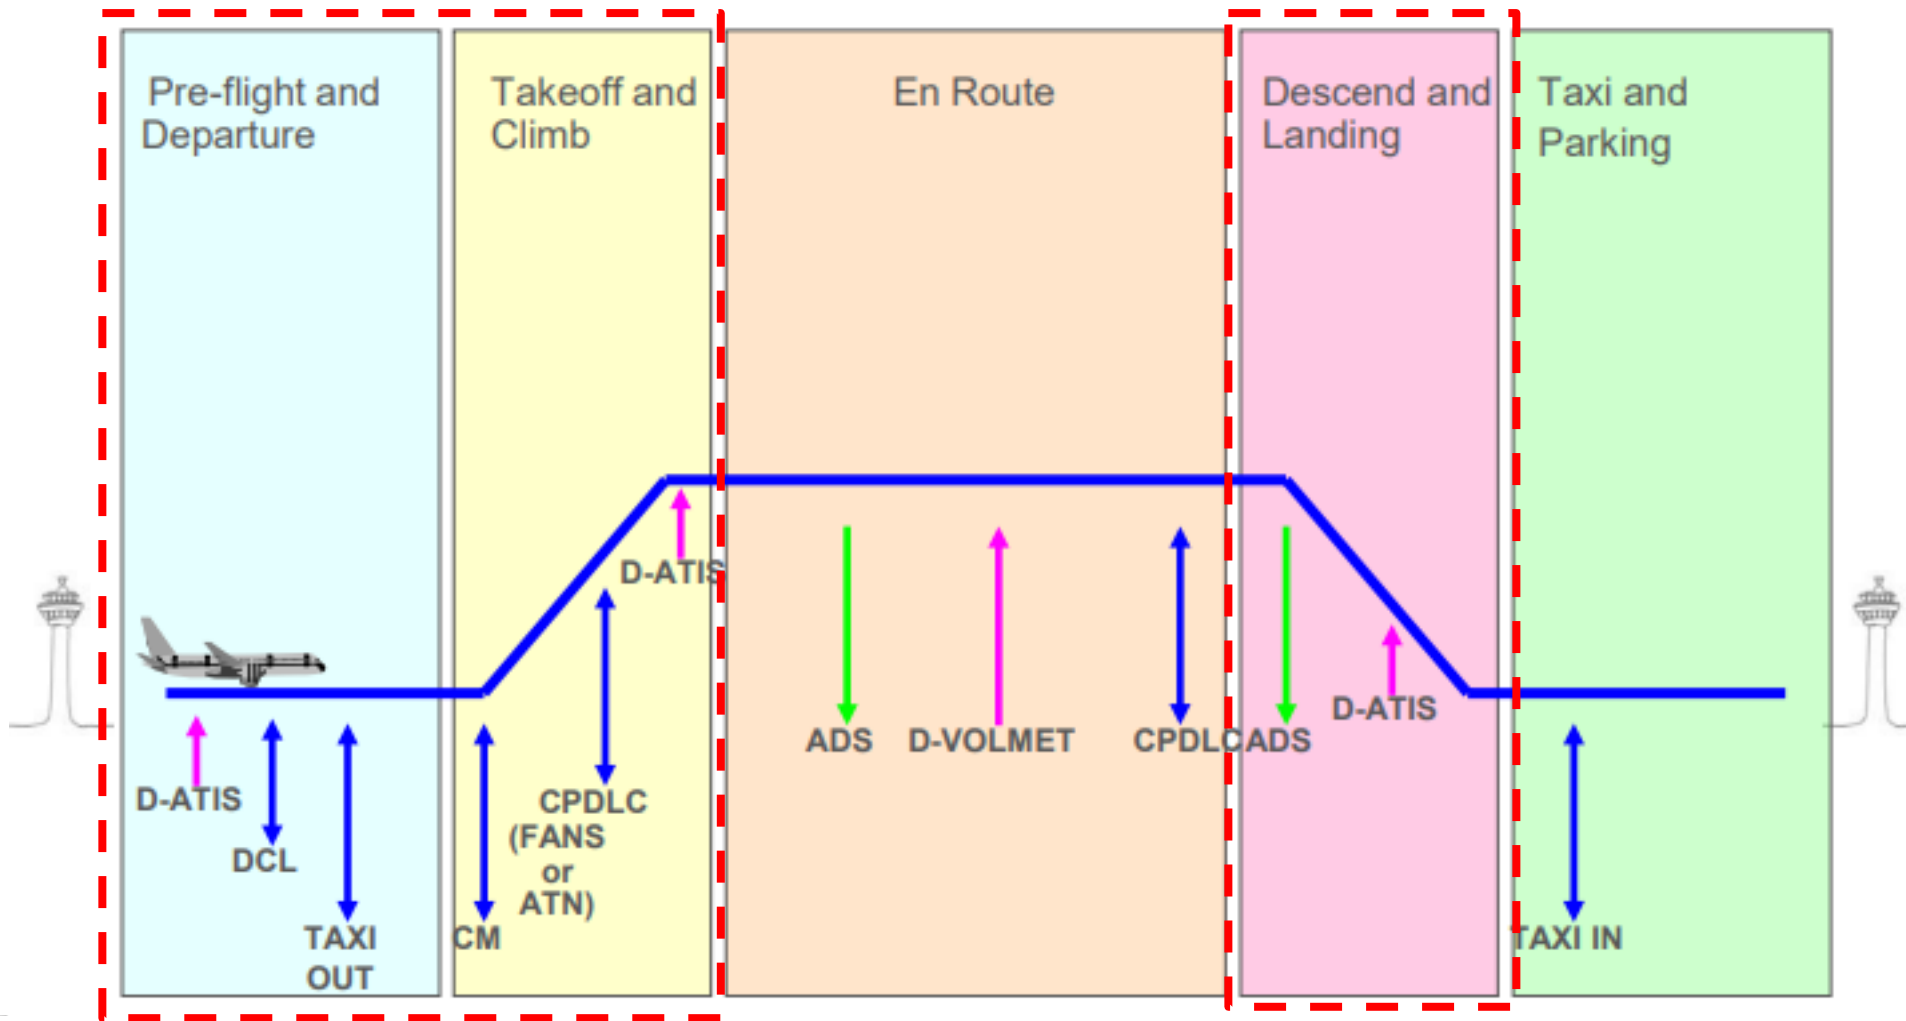 Pre-flight and
Departure
Takeoff and
Climb
En Route
Descend and
Landing
Taxi and
Parking
D-ATIS
DCL
TAXI
OUT
CM
CPDLC
(FANS
or
ATN)
D-ATIS
ADS
D-VOLMET
CPDLC
ADS
D-ATIS
TAXI IN